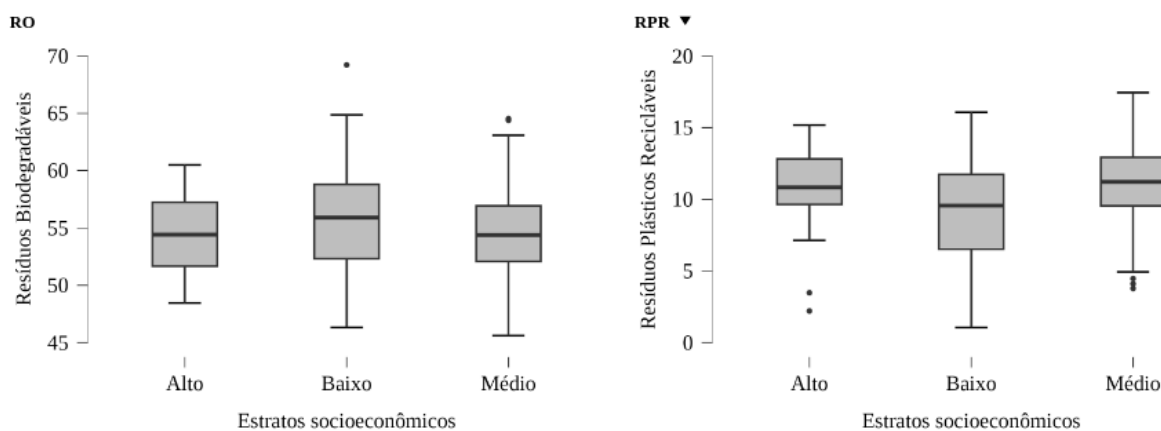 RO
Resíduos Biodegradáveis
70
65
60
55
50
45
Alto Baixo Médio
Estratos socioeconômicos
RPR ▼
Resíduos Plásticos Recicláveis
20
15
10
5
0
Alto Baixo Médio
Estratos socioeconômicos